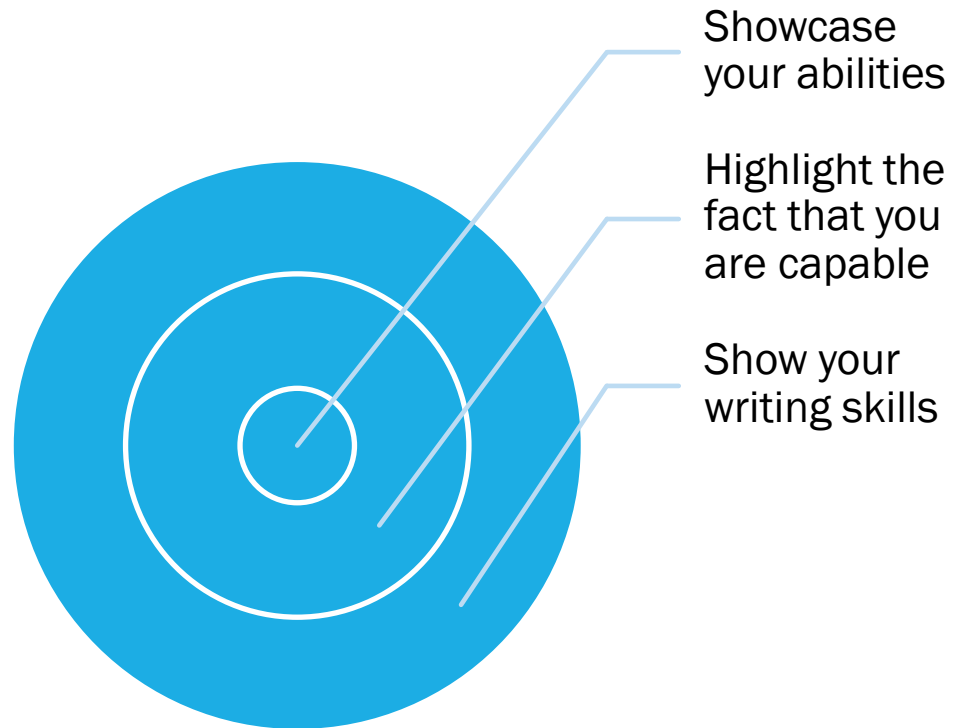 Showcase
your abilities
Highlight the
fact that you
are capable
Show your
writing skills